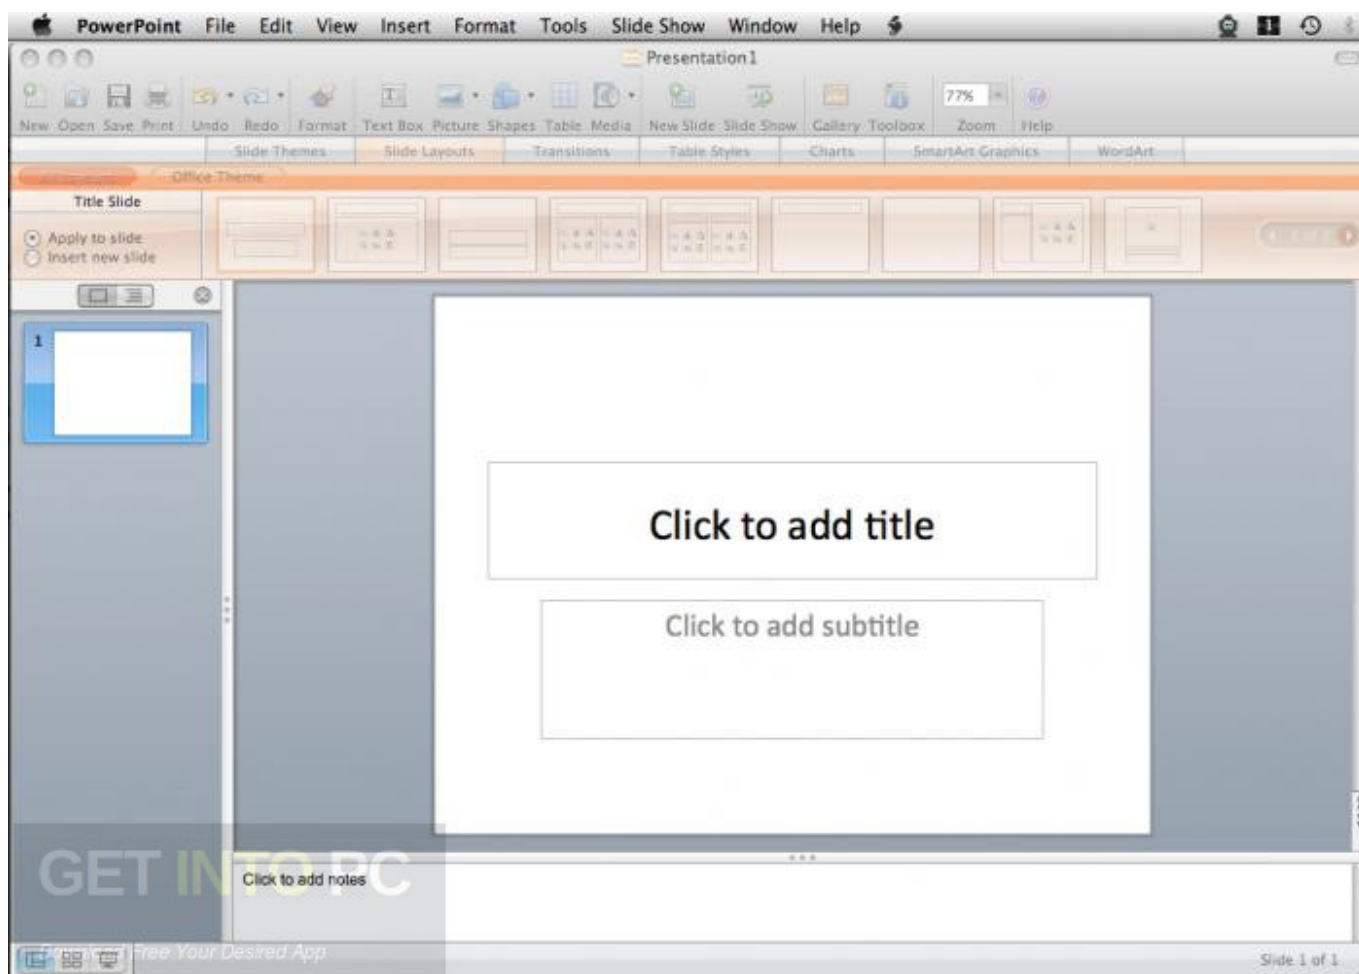 PowerPoint File Edit View Insert Format Tools Slide Show Window Help
Presentation1
77%
New Open Save Print Undo Redo Format Text Box Picture Shapes Table Media New Slide Slide Show Gallery Toolbox Zoom Help
Slide Themes Slide Layouts Transitions Table Styles Charts SmartArt Graphics WordArt
Office Theme
Title Slide
Apply to slide
Insert new slide
1
Click to add title
Click to add subtitle
GET INTO PC
Click to add notes
Download Free Your Desired App
Slide 1 of 1